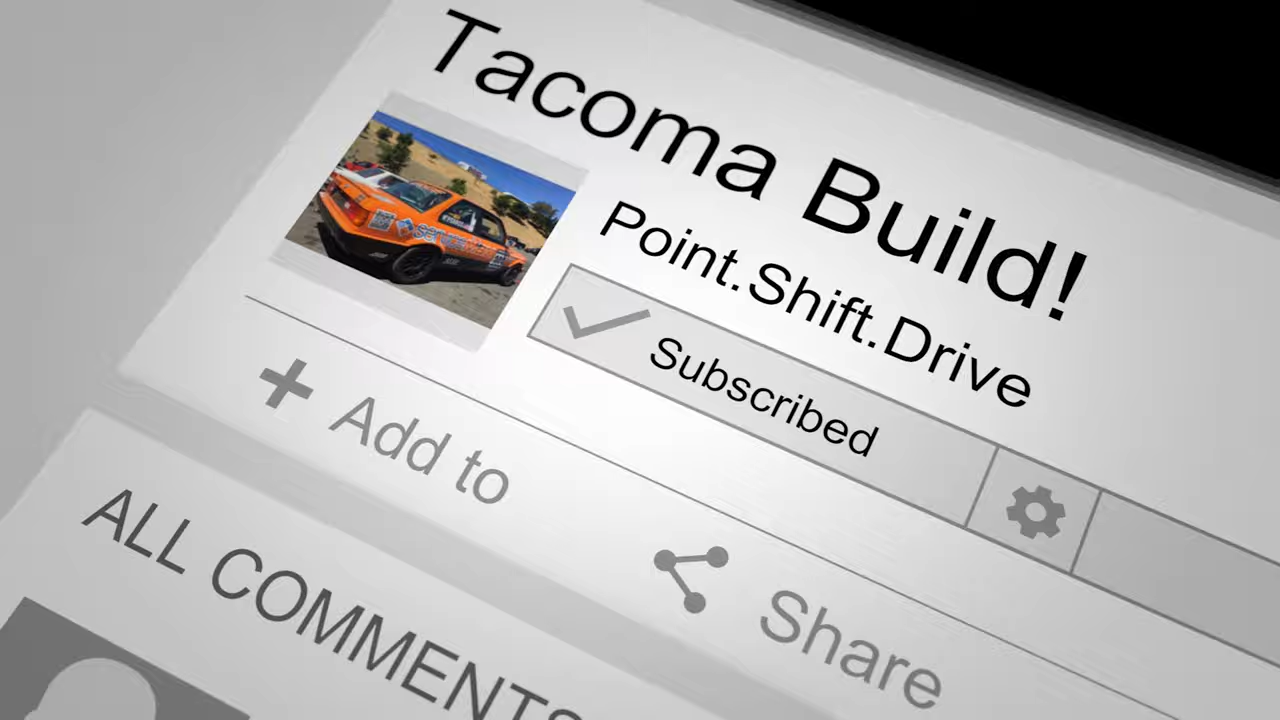 Tacoma Build!
Point.Shift.Drive
Subscribed
Add to
Share
ALL COMMENTS